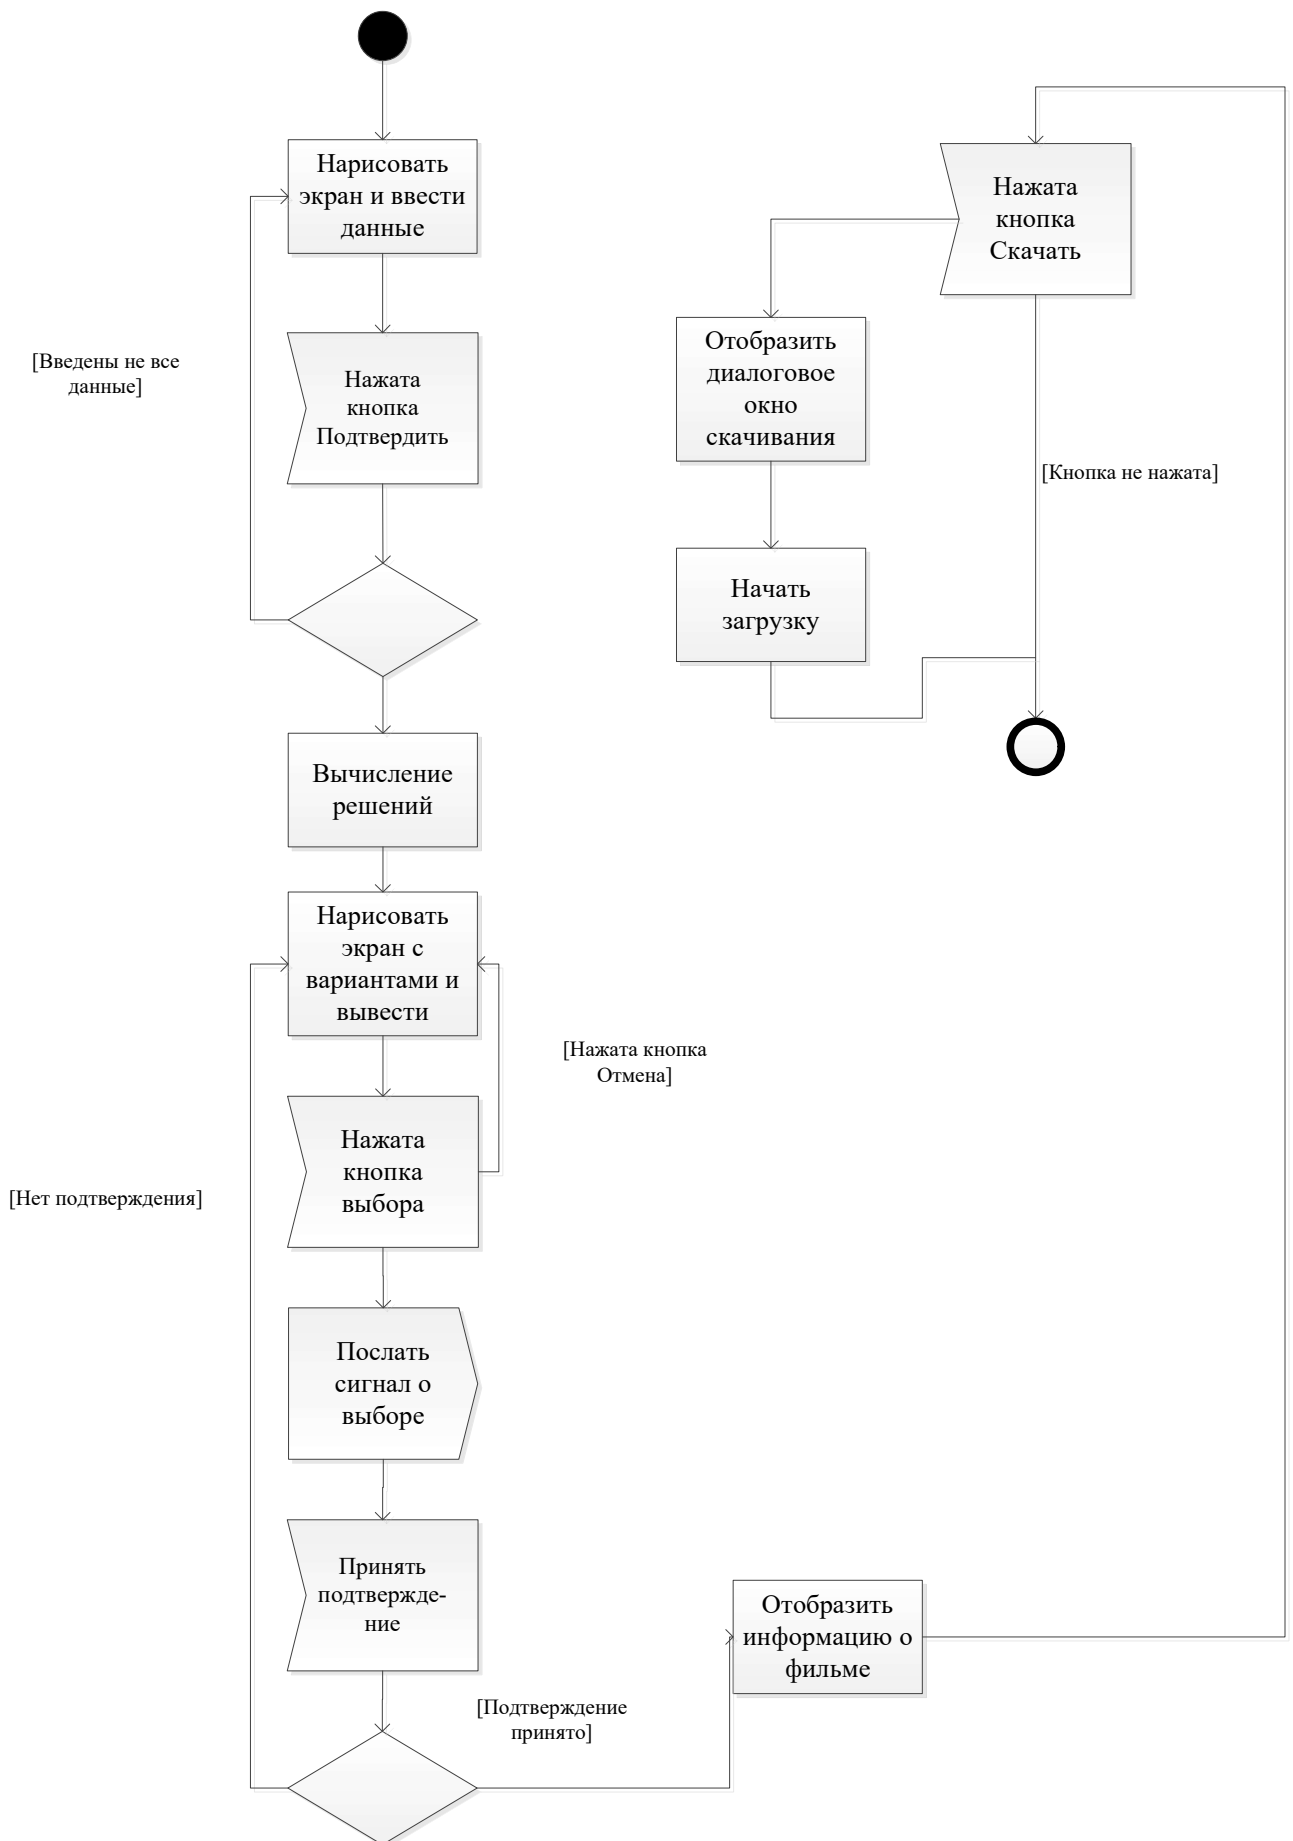 Нарисовать
экран и ввести
данные
[Введены не все
данные]
Нажата
кнопка
Подтвердить
Вычисление
решений
Нарисовать
экран с
вариантами и
вывести
[Нажата кнопка
Отмена]
Нажата
кнопка
выбора
[Нет подтверждения]
Послать
сигнал о
выборе
Принять
подтвержде-
ние
[Подтверждение
принято]
Отобразить
информацию о
фильме
Нажата
кнопка
Скачать
Отобразить
диалоговое
окно
скачивания
[Кнопка не нажата]
Начать
загрузку